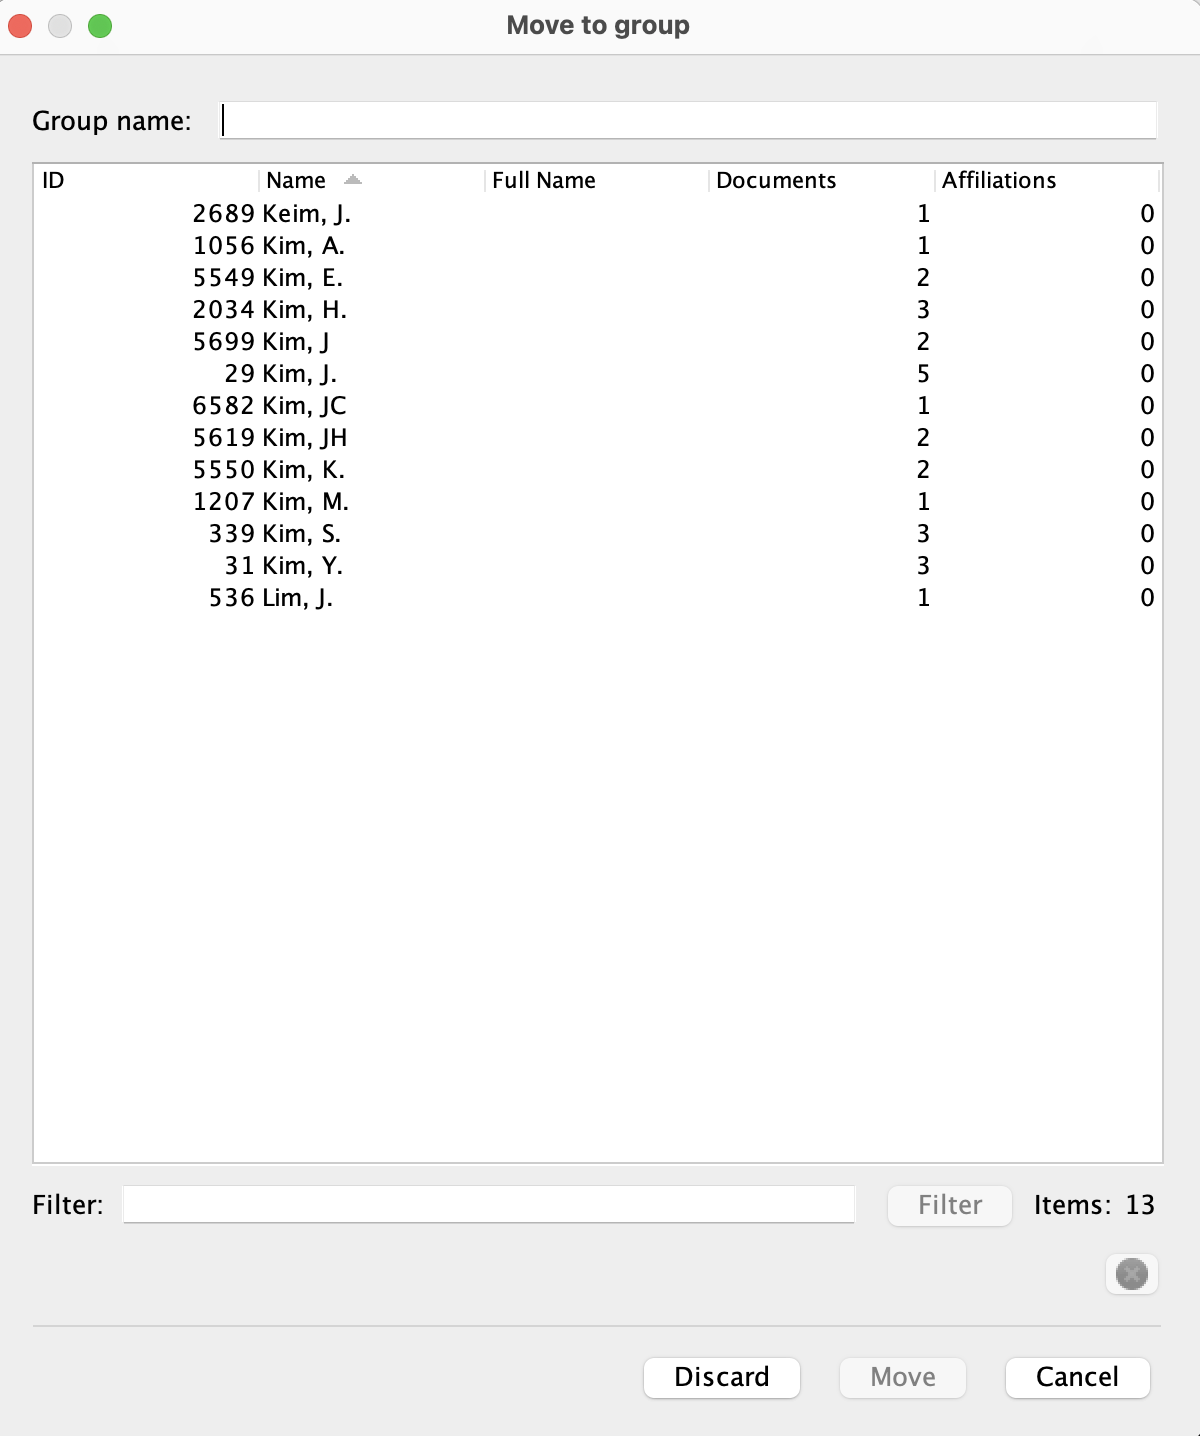 Move to group
Group name:
ID Name Full Name Documents Affiliations
2689 Keim, J. 1 0
1056 Kim, A. 1 0
5549 Kim, E. 2 0
2034 Kim, H. 3 0
5699 Kim, J 2 0
29 Kim, J. 5 0
6582 Kim, JC 1 0
5619 Kim, JH 2 0
5550 Kim, K. 2 0
1207 Kim, M. 1 0
339 Kim, S. 3 0
31 Kim, Y. 3 0
536 Lim, J. 1 0
Filter: Filter Items: 13
Discard Move Cancel